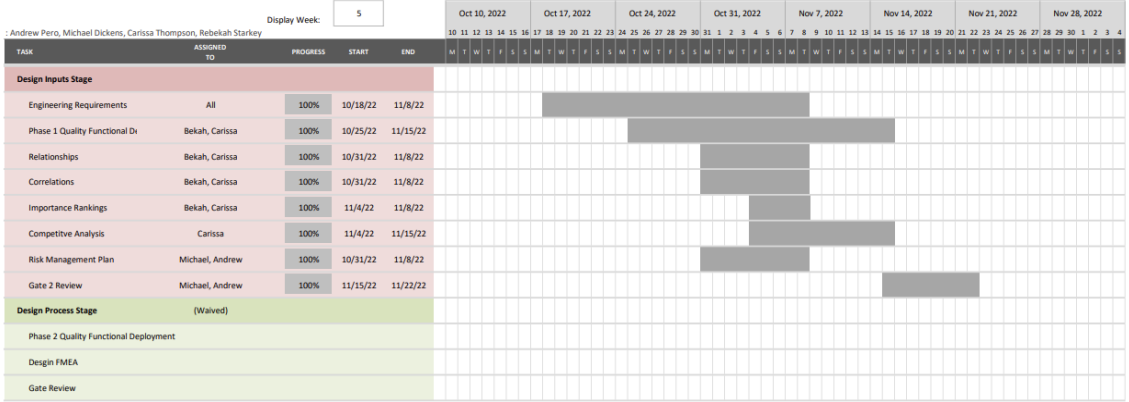 Display Week: 5 Oct 10, 2022 Oct 17, 2022 Oct 24, 2022 Oct 31, 2022 Nov 7, 2022 Nov 14, 2022 Nov 21, 2022 Nov 28, 2022
: Andrew Pero, Michael Dickens, Carissa Thompson, Rebekah Starkey 10 11 12 13 14 15 16 17 18 19 20 21 22 23 24 25 26 27 28 29 30 31 1 2 3 4 5 6 7 8 9 10 11 12 13 14 15 16 17 18 19 20 21 22 23 24 25 26 27 28 29 30 1 2 3 4
TASK ASSIGNED TO PROGRESS START END M T W T F S S M T W T F S S M T W T F S S M T W T F S S M T W T F S S M T W T F S S M T W T F S S M T W T F S S
Design Inputs Stage
Engineering Requirements All 100% 10/18/22 11/8/22
Phase 1 Quality Functional De Bekah, Carissa 100% 10/25/22 11/15/22
Relationships Bekah, Carissa 100% 10/31/22 11/8/22
Correlations Bekah, Carissa 100% 10/31/22 11/8/22
Importance Rankings Bekah, Carissa 100% 11/4/22 11/8/22
Competitve Analysis Carissa 100% 11/4/22 11/15/22
Risk Management Plan Michael, Andrew 100% 10/31/22 11/8/22
Gate 2 Review Michael, Andrew 100% 11/15/22 11/22/22
Design Process Stage (Waived)
Phase 2 Quality Functional Deployment
Desgin FMEA
Gate Review